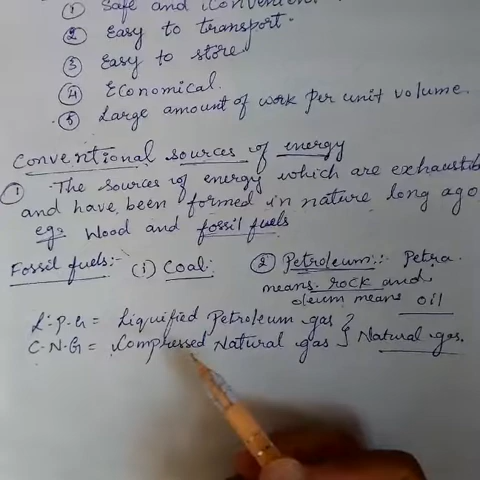 ① Safe and Convenient
② Easy to transport.
③ Easy to store
④ Economical.
⑤ Large amount of work per unit volume.
Conventional sources of energy
① The sources of energy which are exhaustib
and have been formed in nature long ago
eg:- Wood and fossil fuels
Fossil fuels:- (i) Coal: ② Petroleum:- Petra
means rock and
oleum means oil
L.P.G = Liquified Petroleum gas }
C.N.G = Compressed Natural gas } Natural gas.